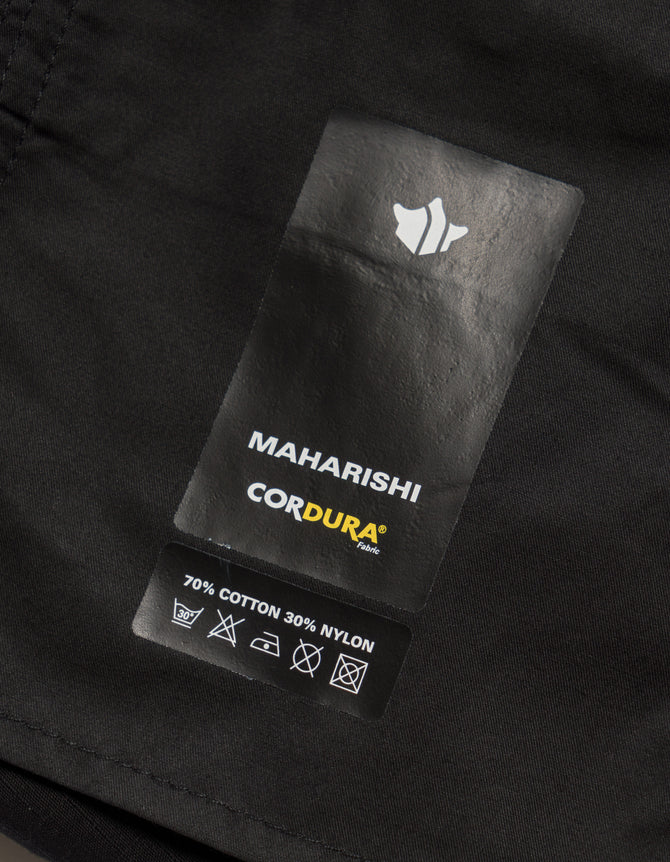 MAHARISHI
CORDURA®
Fabric
70% COTTON 30% NYLON
30°